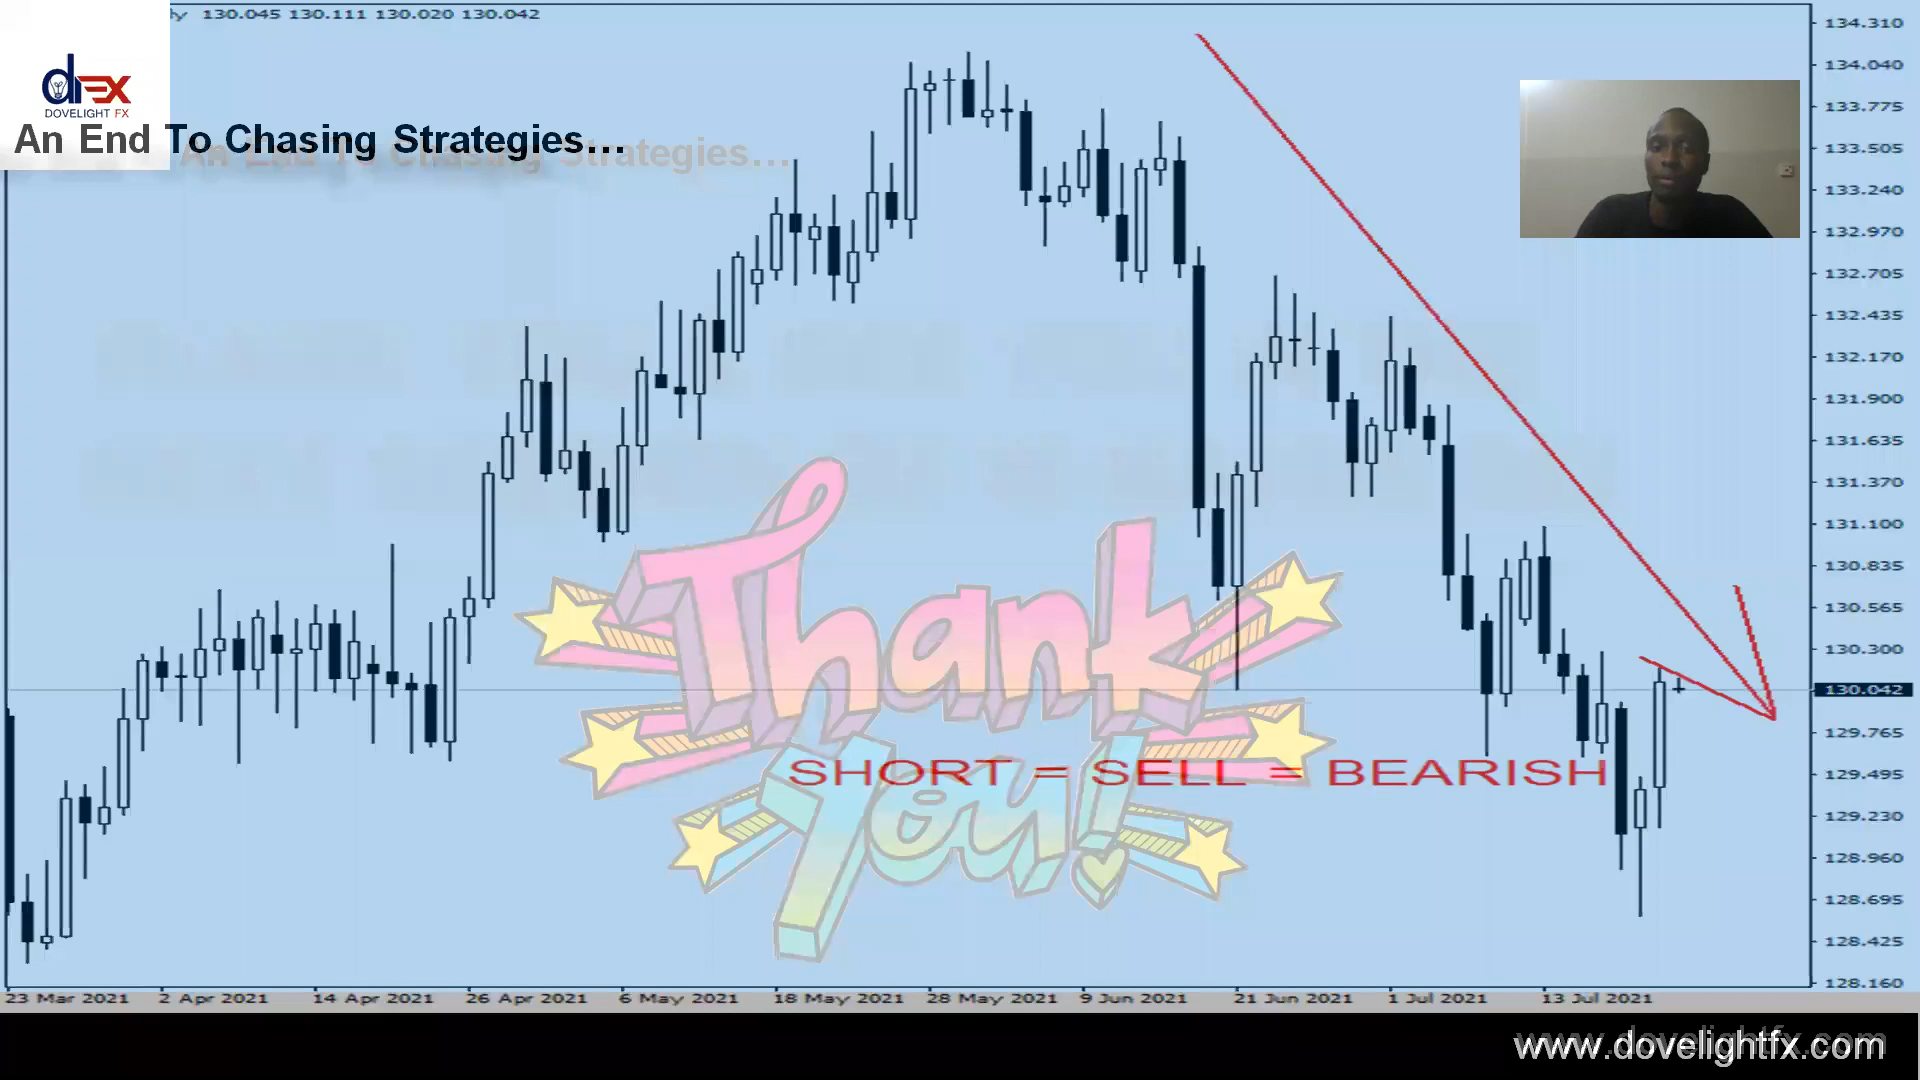 130.045 130.111 130.020 130.042
DOVELIGHT FX
An End To Chasing Strategies...
An End To Chasing Strategies...
134.310
134.040
133.775
133.505
133.240
132.970
132.705
132.435
132.170
131.900
131.635
131.370
131.100
130.835
130.565
130.300
130.042
129.765
129.495
129.230
128.960
128.695
128.425
128.160
Thank
You!
SHORT = SELL = BEARISH
23 Mar 2021 2 Apr 2021 14 Apr 2021 26 Apr 2021 6 May 2021 18 May 2021 28 May 2021 9 Jun 2021 21 Jun 2021 1 Jul 2021 13 Jul 2021
www.dovelightfx.com